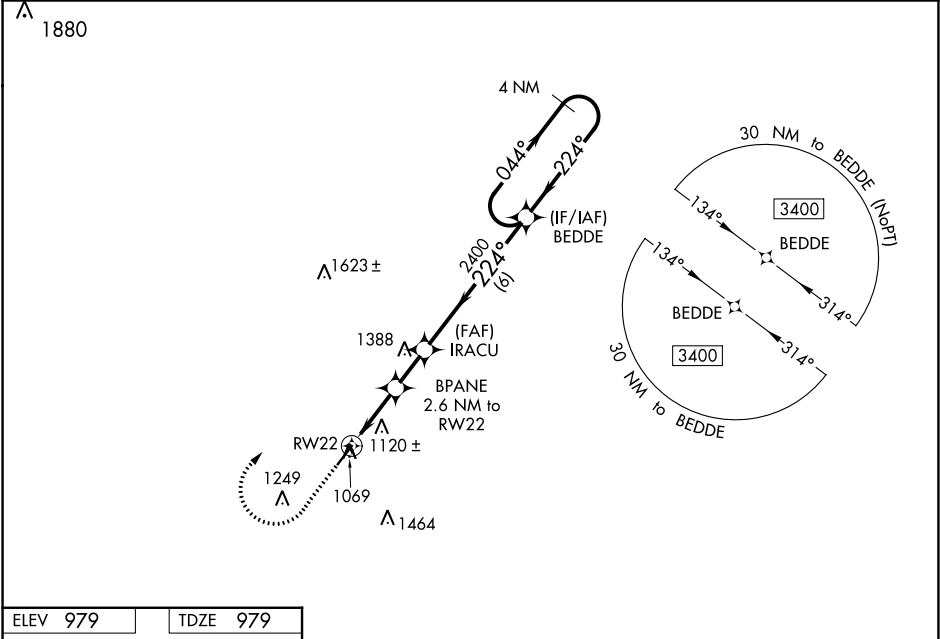 1880
4 NM
044°
224°
(IF/IAF)
BEDDE
2400
224°
(6)
1623 ±
1388
(FAF)
IRACU
BPANE
2.6 NM to
RW22
RW22
1120 ±
1249
1069
1464
30 NM to BEDDE (NoPT)
134°
3400
BEDDE
314°
134°
BEDDE
314°
3400
30 NM to BEDDE
ELEV 979
TDZE 979